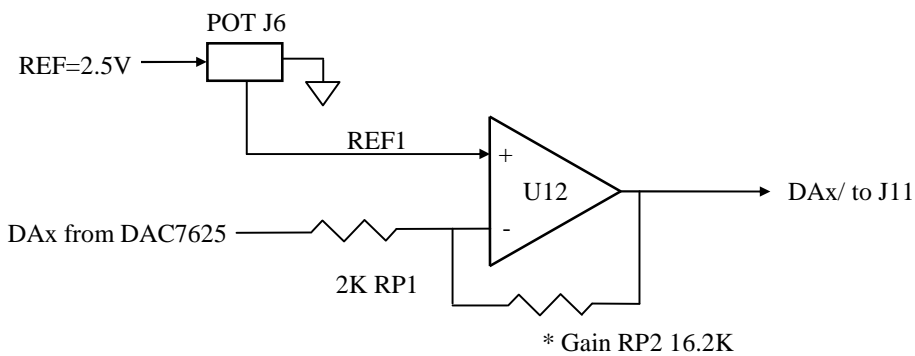 POT J6
REF=2.5V
REF1
+
U12
DAx/ to J11
DAx from DAC7625
-
2K RP1
* Gain RP2 16.2K